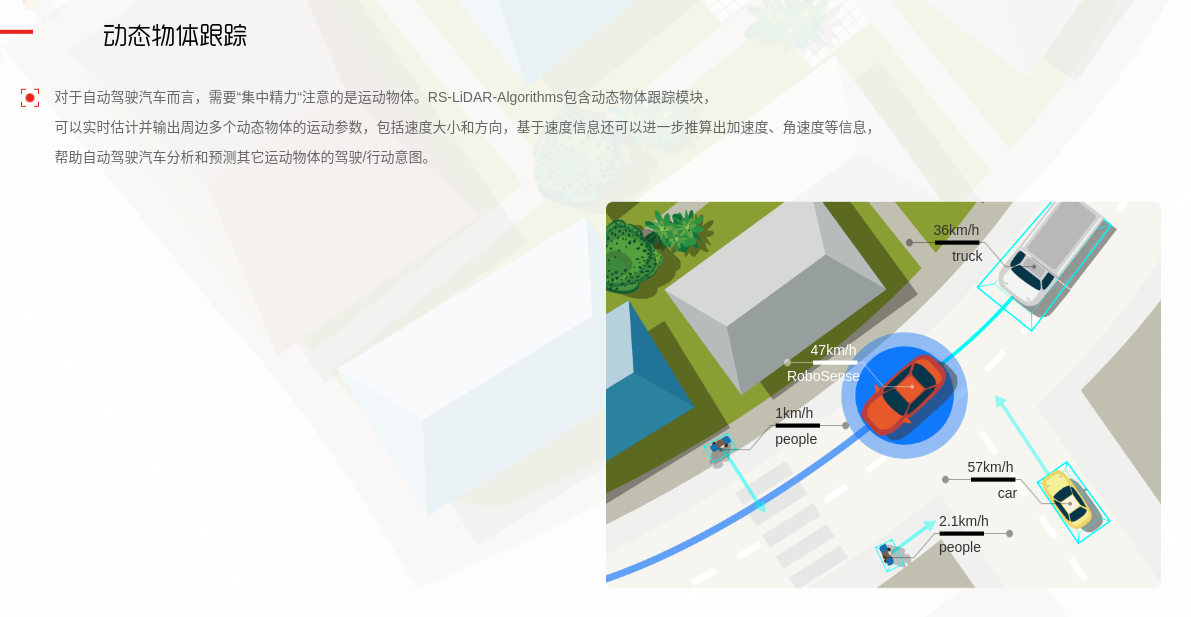 动态物体跟踪
对于自动驾驶汽车而言，需要“集中精力“注意的是运动物体。RS-LiDAR-Algorithms包含动态物体跟踪模块，
可以实时估计并输出周边多个动态物体的运动参数，包括速度大小和方向，基于速度信息还可以进一步推算出加速度、角速度等信息，
帮助自动驾驶汽车分析和预测其它运动物体的驾驶/行动意图。
36km/h
truck
47km/h
RoboSense
1km/h
people
57km/h
car
2.1km/h
people